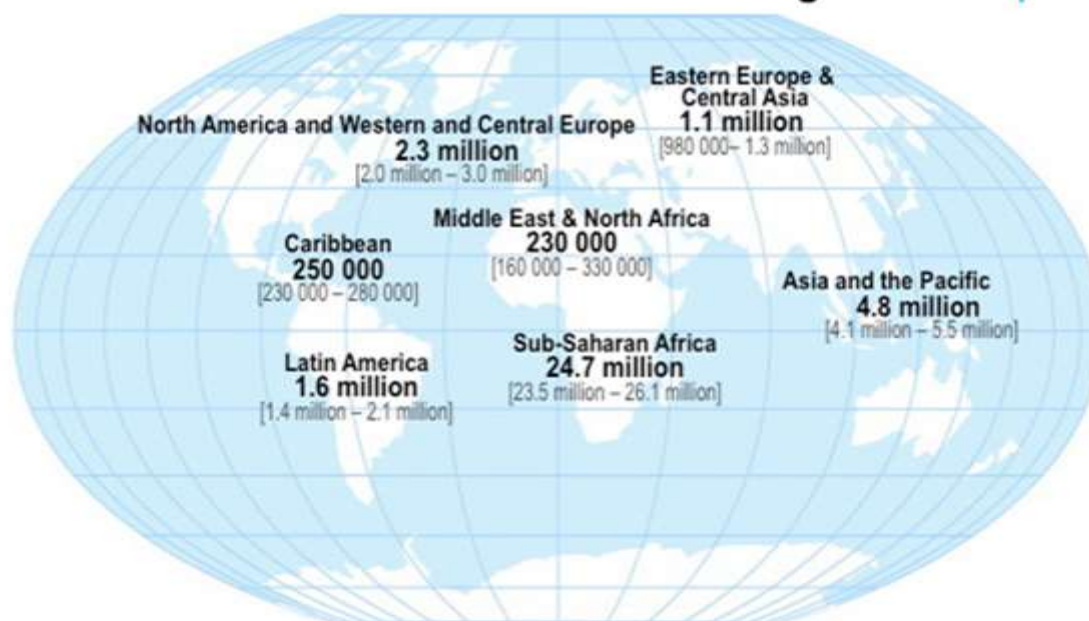 Eastern Europe &
Central Asia
1.1 million
[980 000– 1.3 million]
North America and Western and Central Europe
2.3 million
[2.0 million – 3.0 million]
Middle East & North Africa
230 000
[160 000 – 330 000]
Caribbean
250 000
[230 000 – 280 000]
Asia and the Pacific
4.8 million
[4.1 million – 5.5 million]
Sub-Saharan Africa
24.7 million
[23.5 million – 26.1 million]
Latin America
1.6 million
[1.4 million – 2.1 million]